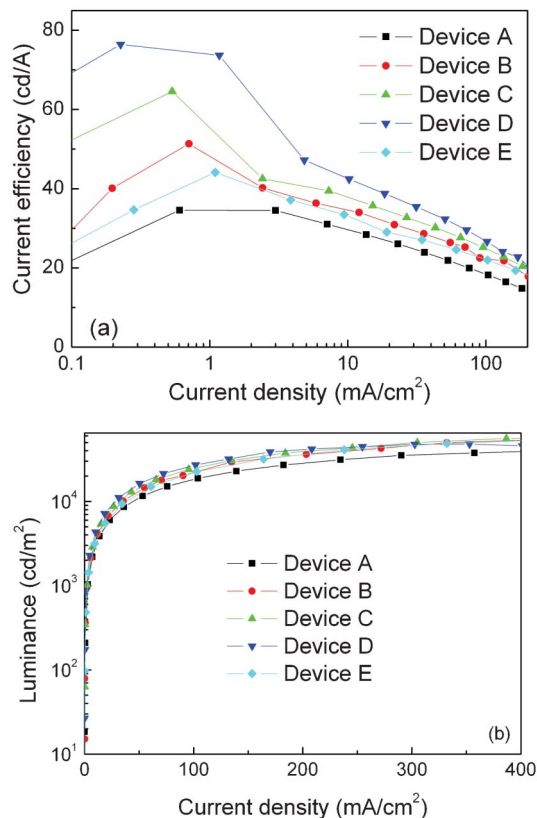 80
60
40
20
0
Current efficiency (cd/A)
Device A
Device B
Device C
Device D
Device E
(a)
0.1 1 10 100
Current density (mA/cm²)
10⁴
10³
10²
10¹
Luminance (cd/m²)
Device A
Device B
Device C
Device D
Device E
(b)
0 100 200 300 400
Current density (mA/cm²)